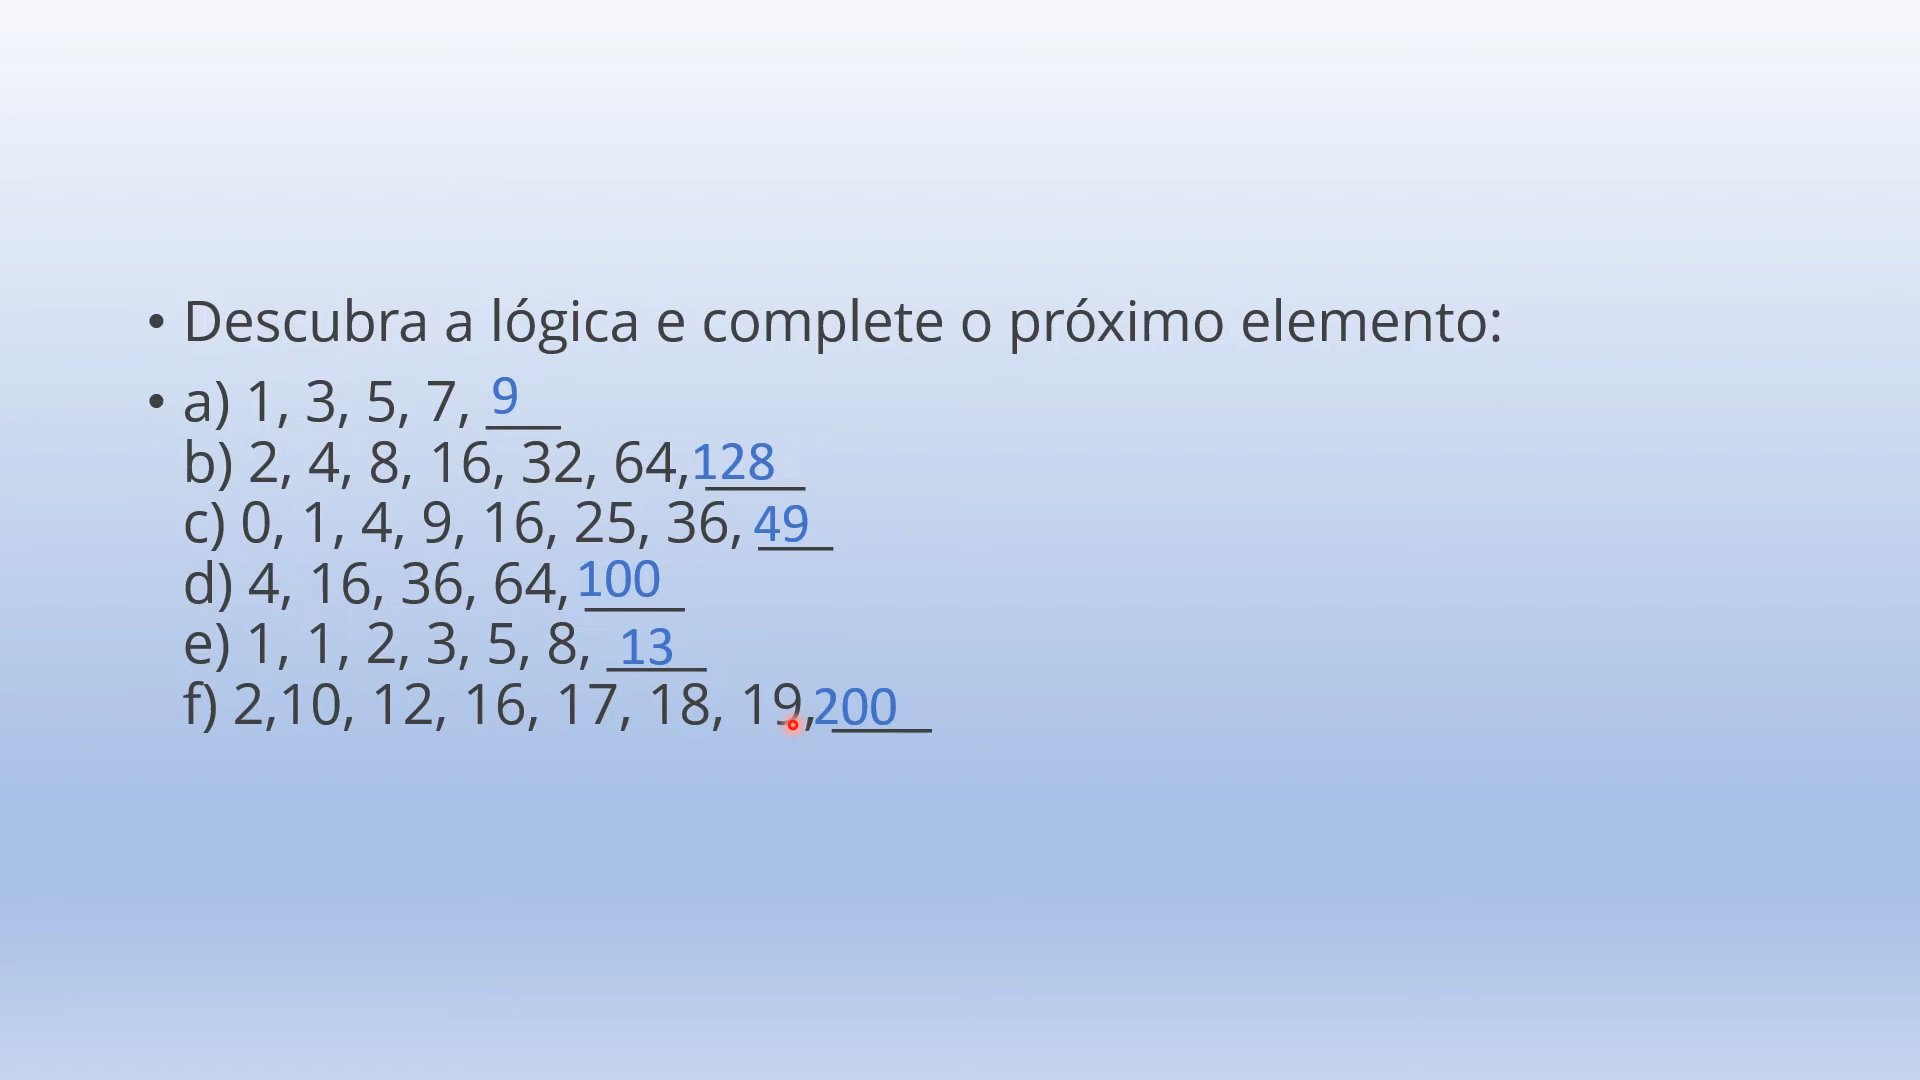 • Descubra a lógica e complete o próximo elemento:
• a) 1, 3, 5, 7, 9
b) 2, 4, 8, 16, 32, 64, 128
c) 0, 1, 4, 9, 16, 25, 36, 49
d) 4, 16, 36, 64, 100
e) 1, 1, 2, 3, 5, 8, 13
f) 2,10, 12, 16, 17, 18, 19, 200